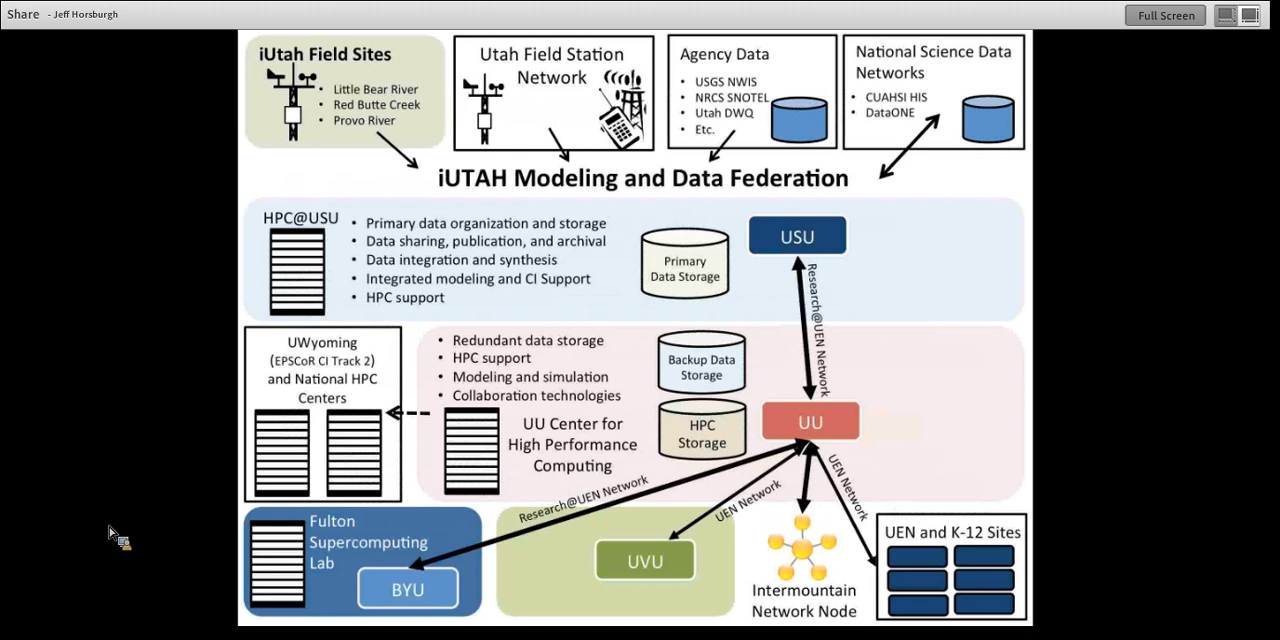 Share - Jeff Horsburgh
Full Screen
iUtah Field Sites
• Little Bear River
• Red Butte Creek
• Provo River
Utah Field Station
Network
Agency Data
• USGS NWIS
• NRCS SNOTEL
• Utah DWQ
• Etc.
National Science Data
Networks
• CUAHSI HIS
• DataONE
iUTAH Modeling and Data Federation
HPC@USU
• Primary data organization and storage
• Data sharing, publication, and archival
• Data integration and synthesis
• Integrated modeling and CI Support
• HPC support
Primary
Data Storage
USU
Research@UEN Network
UWyoming
(EPSCoR CI Track 2)
and National HPC
Centers
• Redundant data storage
• HPC support
• Modeling and simulation
• Collaboration technologies
UU Center for
High Performance
Computing
Backup Data
Storage
HPC
Storage
UU
Research@UEN Network
UEN Network
UEN Network
Fulton
Supercomputing
Lab
BYU
UVU
Intermountain
Network Node
UEN and K-12 Sites